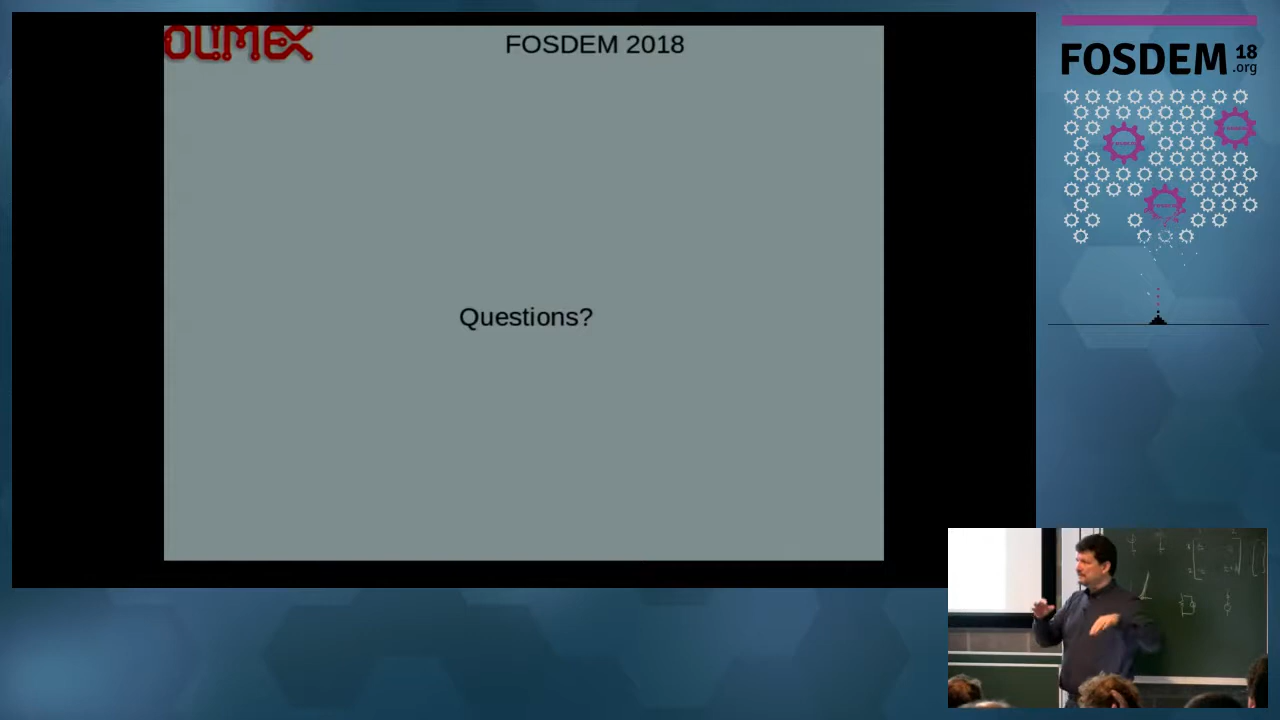 OLIMEX
FOSDEM 2018
Questions?
FOSDEM 18
.org